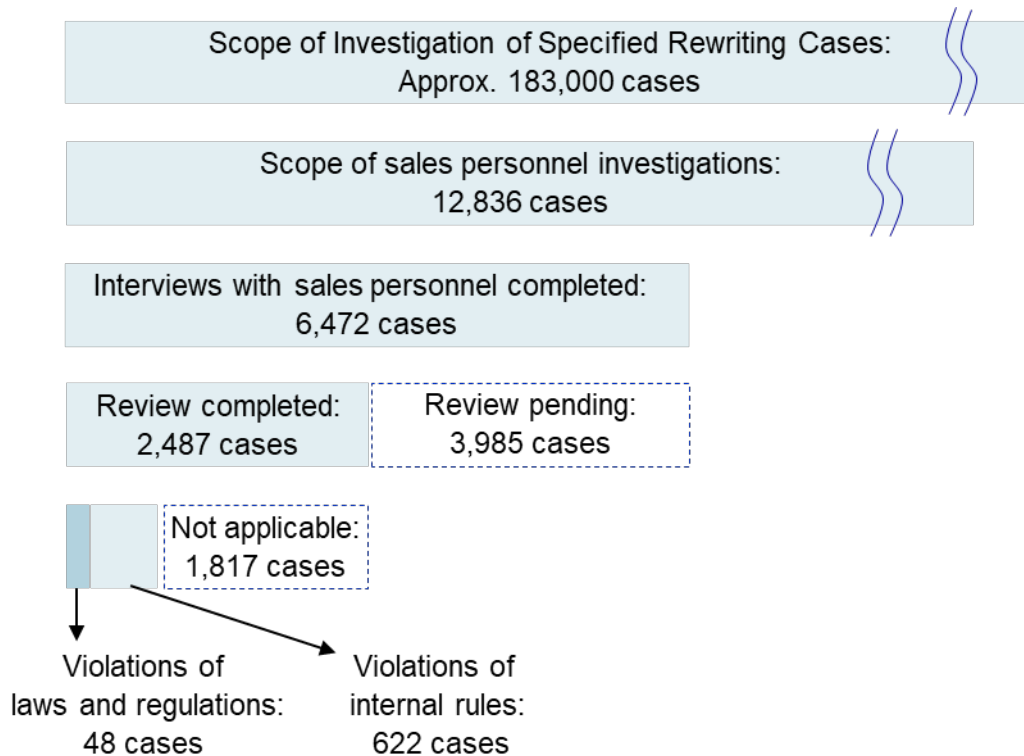 Scope of Investigation of Specified Rewriting Cases:
Approx. 183,000 cases
Scope of sales personnel investigations:
12,836 cases
Interviews with sales personnel completed:
6,472 cases
Review completed:
2,487 cases
Review pending:
3,985 cases
Not applicable:
1,817 cases
Violations of
laws and regulations:
48 cases
Violations of
internal rules:
622 cases